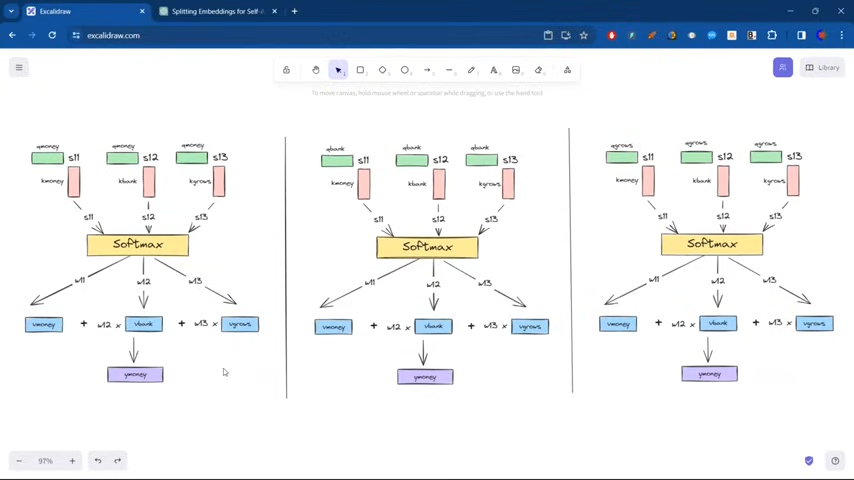 Excalidraw
Splitting Embeddings for Self-A
excalidraw.com
Library
To move canvas, hold mouse wheel or spacebar while dragging, or use the hand tool
qmoney qmoney qmoney
s11 s12 s13
kmoney kbank kgrows
s11 s12 s13
Softmax
w11 w12 w13
vmoney + w12 x vbank + w13 x vgrows
ymoney
qbank qbank qbank
s11 s12 s13
kmoney kbank kgrows
s11 s12 s13
Softmax
w11 w12 w13
vmoney + w12 x vbank + w13 x vgrows
ymoney
qgrows qgrows qgrows
s11 s12 s13
kmoney kbank kgrows
s11 s12 s13
Softmax
w11 w12 w13
vmoney + w12 x vbank + w13 x vgrows
ymoney
97%